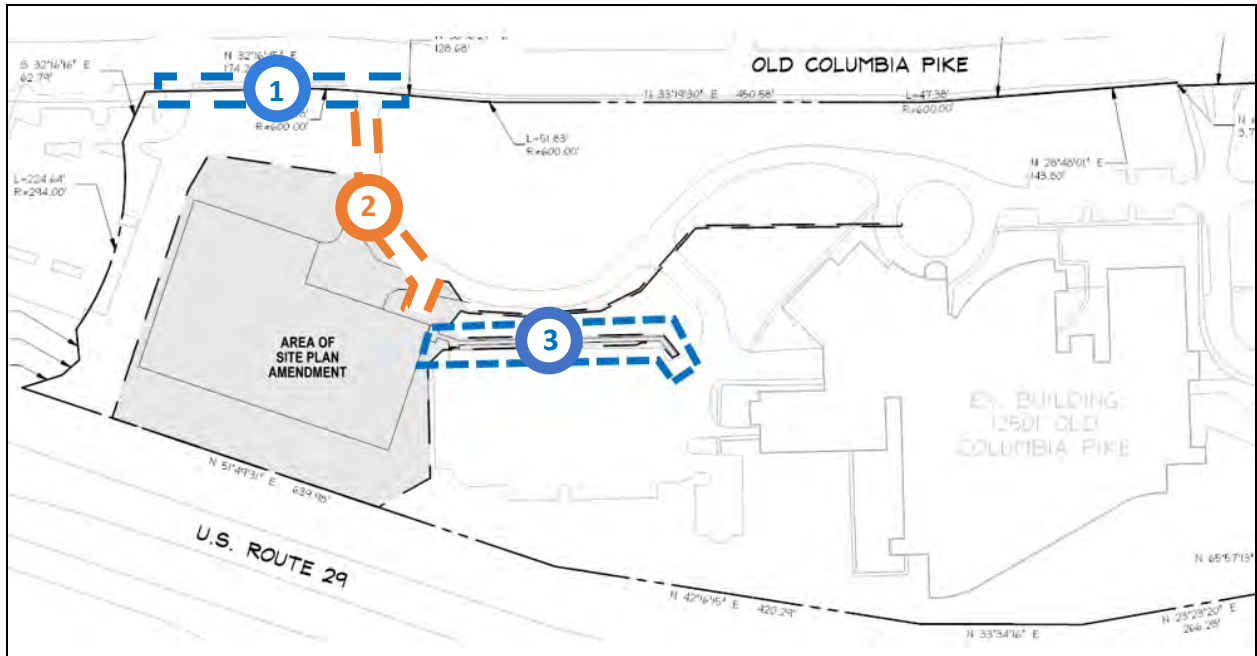 128.68'
S 32°16'16" E
62.79'
N 32°16'15" E
OLD COLUMBIA PIKE
1
N 33°19'30" E 450.58'
L=47.38'
R=600.00'
R=600.00'
L=51.83'
R=600.00'
N 28°48'01" E
143.80'
L=224.64'
R=294.00'
2
3
AREA OF
SITE PLAN
AMENDMENT
EX. BUILDING
12501 OLD
COLUMBIA PIKE
N 51°49'31" E 639.98'
U.S. ROUTE 29
N 65°57'13"
N 42°16'15" E 420.29'
N 23°23'20" E
266.28'
N 33°34'16" E